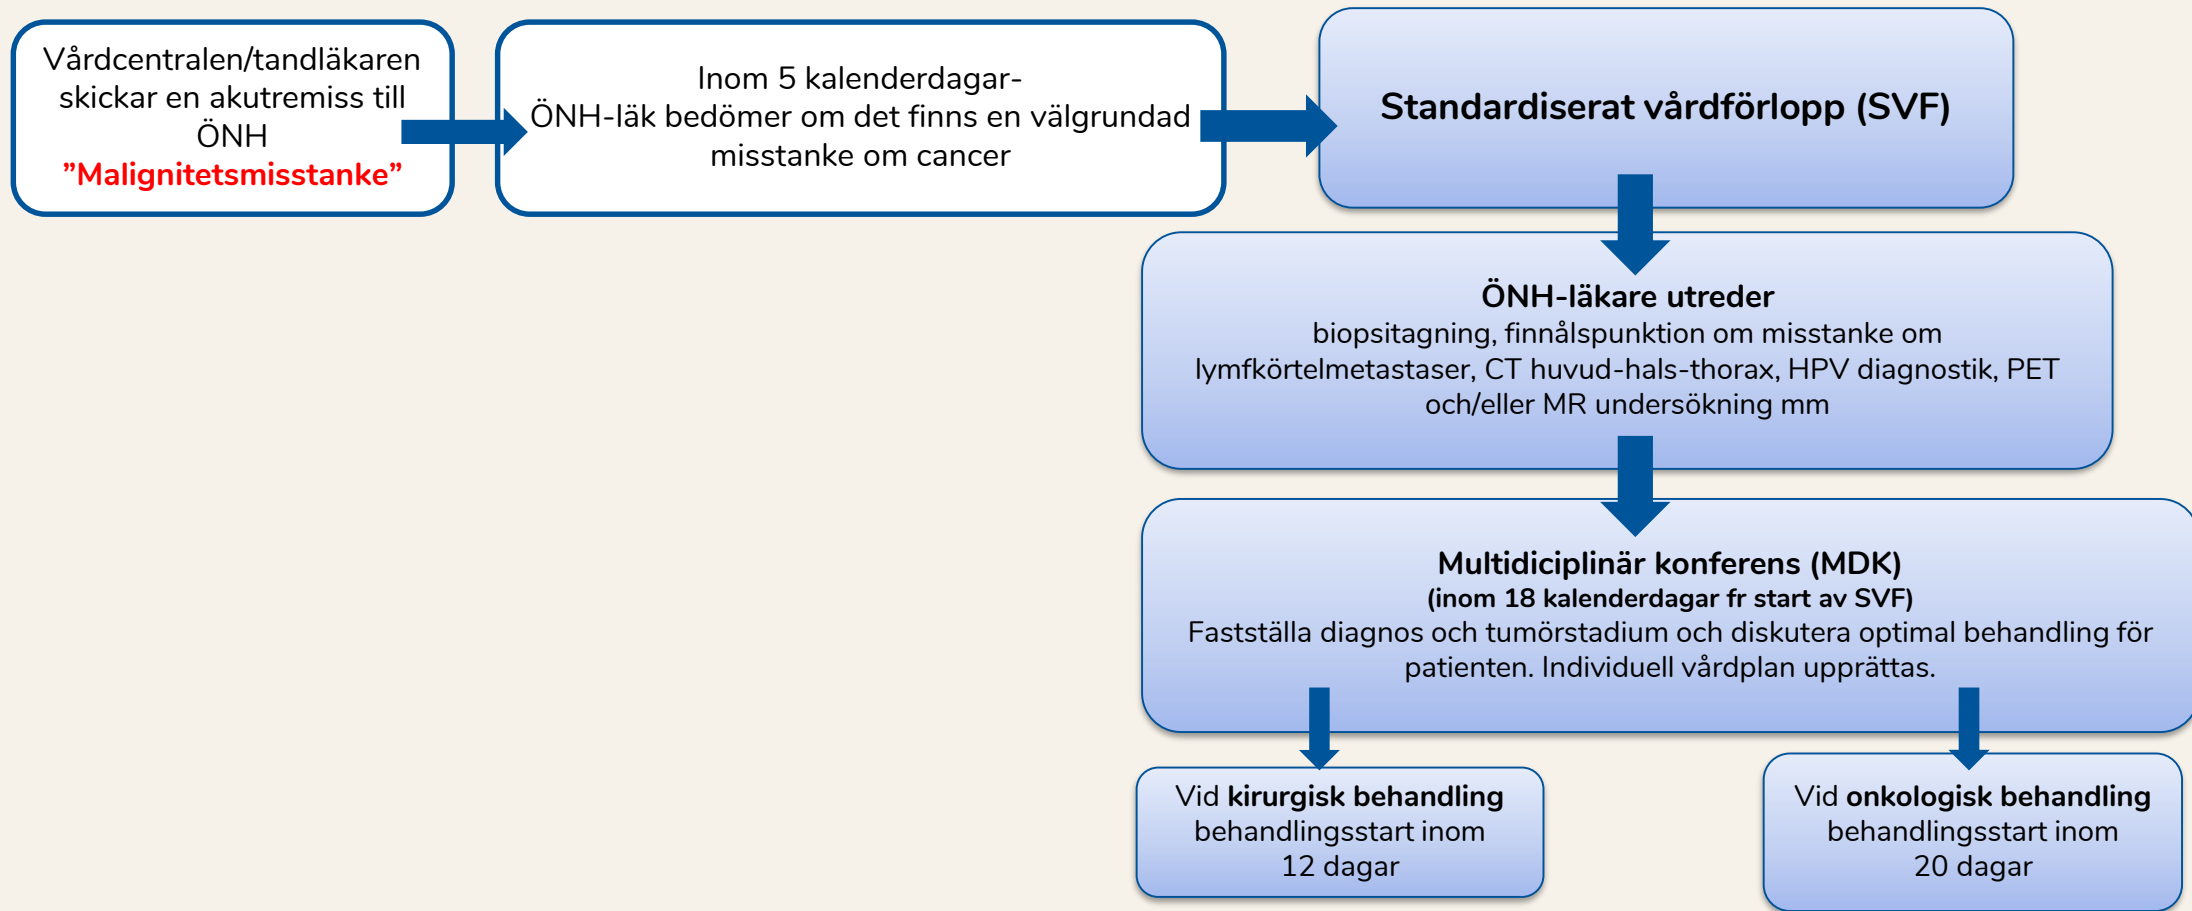 Vårdcentralen/tandläkaren
skickar en akutremiss till
ÖNH
”Malignitetsmisstanke”
Inom 5 kalenderdagar-
ÖNH-läk bedömer om det finns en välgrundad
misstanke om cancer
Standardiserat vårdförlopp (SVF)
ÖNH-läkare utreder
biopsitagning, finnålspunktion om misstanke om
lymfkörtelmetastaser, CT huvud-hals-thorax, HPV diagnostik, PET
och/eller MR undersökning mm
Multidiciplinär konferens (MDK)
(inom 18 kalenderdagar fr start av SVF)
Fastställa diagnos och tumörstadium och diskutera optimal behandling för
patienten. Individuell vårdplan upprättas.
Vid kirurgisk behandling
behandlingsstart inom
12 dagar
Vid onkologisk behandling
behandlingsstart inom
20 dagar